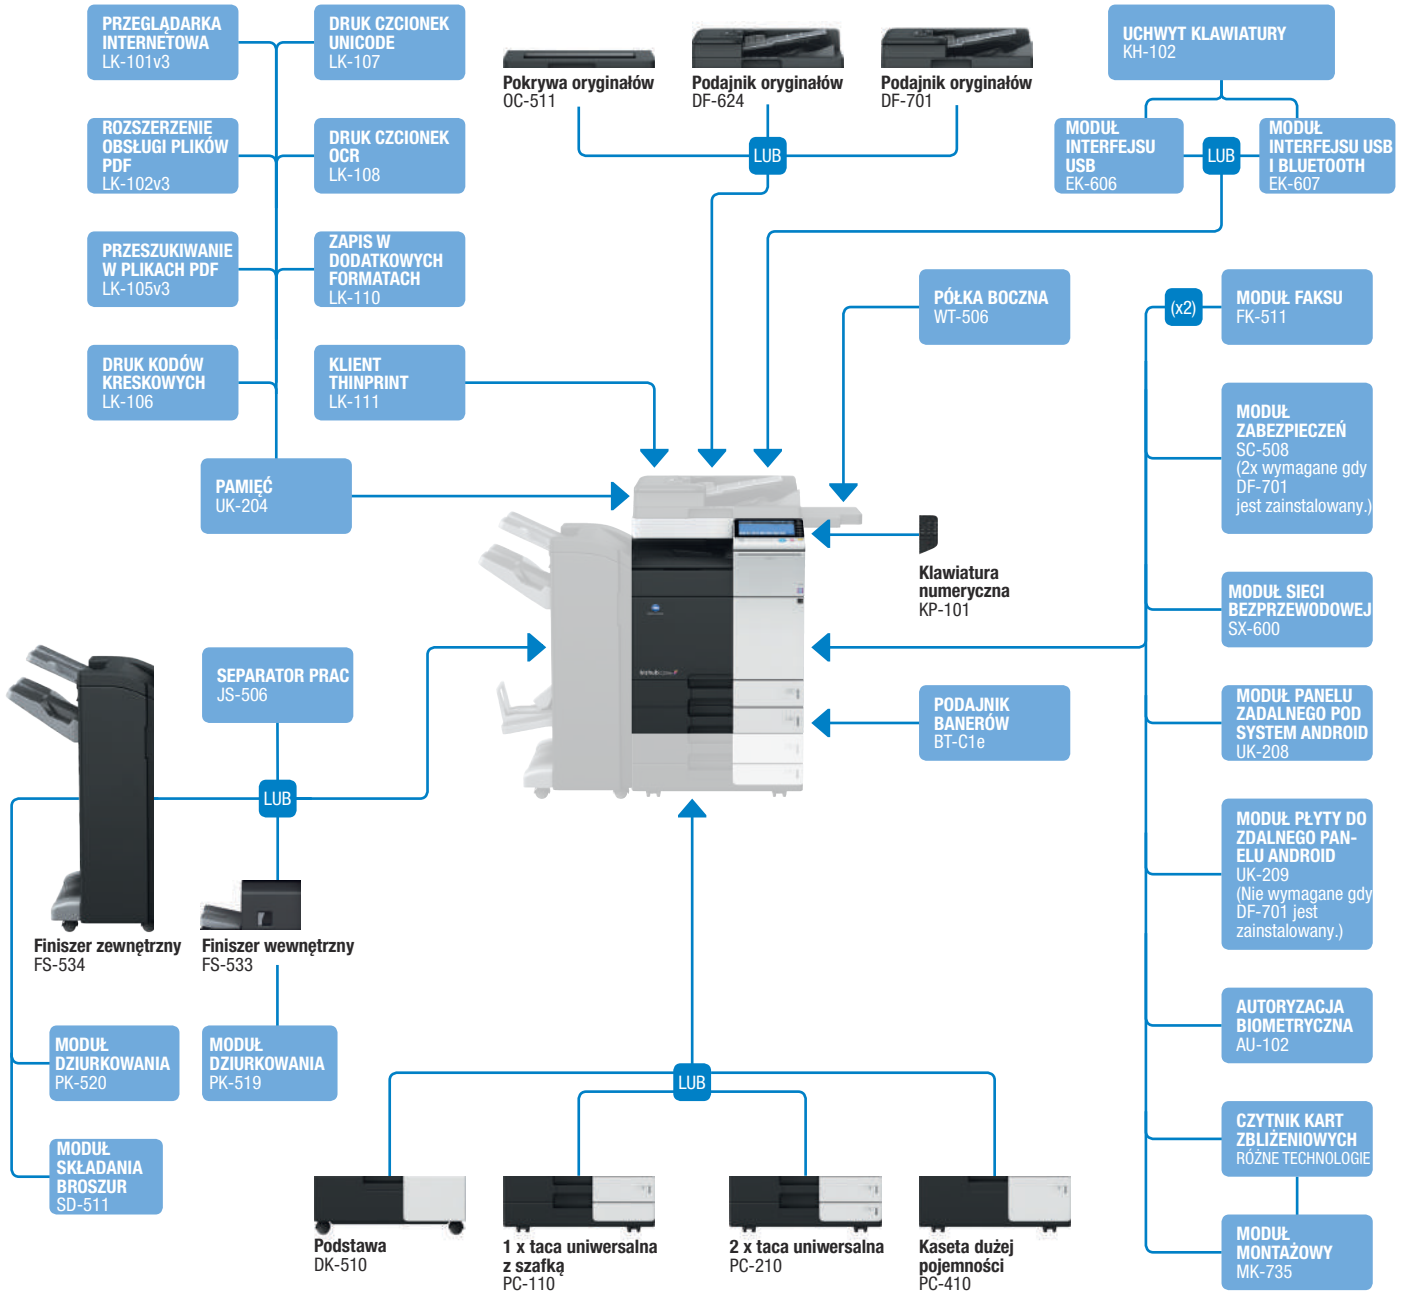 PRZEGLĄDARKA
INTERNETOWA
LK-101v3
DRUK CZCIONEK
UNICODE
LK-107
ROZSZERZENIE
OBSŁUGI PLIKÓW
PDF
LK-102v3
DRUK CZCIONEK
OCR
LK-108
PRZESZUKIWANIE
W PLIKACH PDF
LK-105v3
ZAPIS W
DODATKOWYCH
FORMATACH
LK-110
DRUK KODÓW
KRESKOWYCH
LK-106
KLIENT
THINPRINT
LK-111
PAMIĘĆ
UK-204
Pokrywa oryginałów
OC-511
Podajnik oryginałów
DF-624
Podajnik oryginałów
DF-701
LUB
UCHWYT KLAWIATURY
KH-102
MODUŁ
INTERFEJSU
USB
EK-606
LUB
MODUŁ
INTERFEJSU USB
I BLUETOOTH
EK-607
PÓŁKA BOCZNA
WT-506
(x2)
MODUŁ FAKSU
FK-511
MODUŁ
ZABEZPIECZEŃ
SC-508
(2x wymagane gdy
DF-701
jest zainstalowany.)
Klawiatura
numeryczna
KP-101
MODUŁ SIECI
BEZPRZEWODOWEJ
SX-600
SEPARATOR PRAC
JS-506
PODAJNIK
BANERÓW
BT-C1e
MODUŁ PANELU
ZADALNEGO POD
SYSTEM ANDROID
UK-208
LUB
MODUŁ PŁYTY DO
ZDALNEGO PAN-
ELU ANDROID
UK-209
(Nie wymagane gdy
DF-701 jest
zainstalowany.)
Finiszer zewnętrzny
FS-534
Finiszer wewnętrzny
FS-533
MODUŁ
DZIURKOWANIA
PK-520
MODUŁ
DZIURKOWANIA
PK-519
MODUŁ
SKŁADANIA
BROSZUR
SD-511
AUTORYZACJA
BIOMETRYCZNA
AU-102
LUB
CZYTNIK KART
ZBLIŻENIOWYCH
RÓŻNE TECHNOLOGIE
MODUŁ
MONTAŻOWY
MK-735
Podstawa
DK-510
1 x taca uniwersalna
z szafką
PC-110
2 x taca uniwersalna
PC-210
Kaseta dużej
pojemności
PC-410